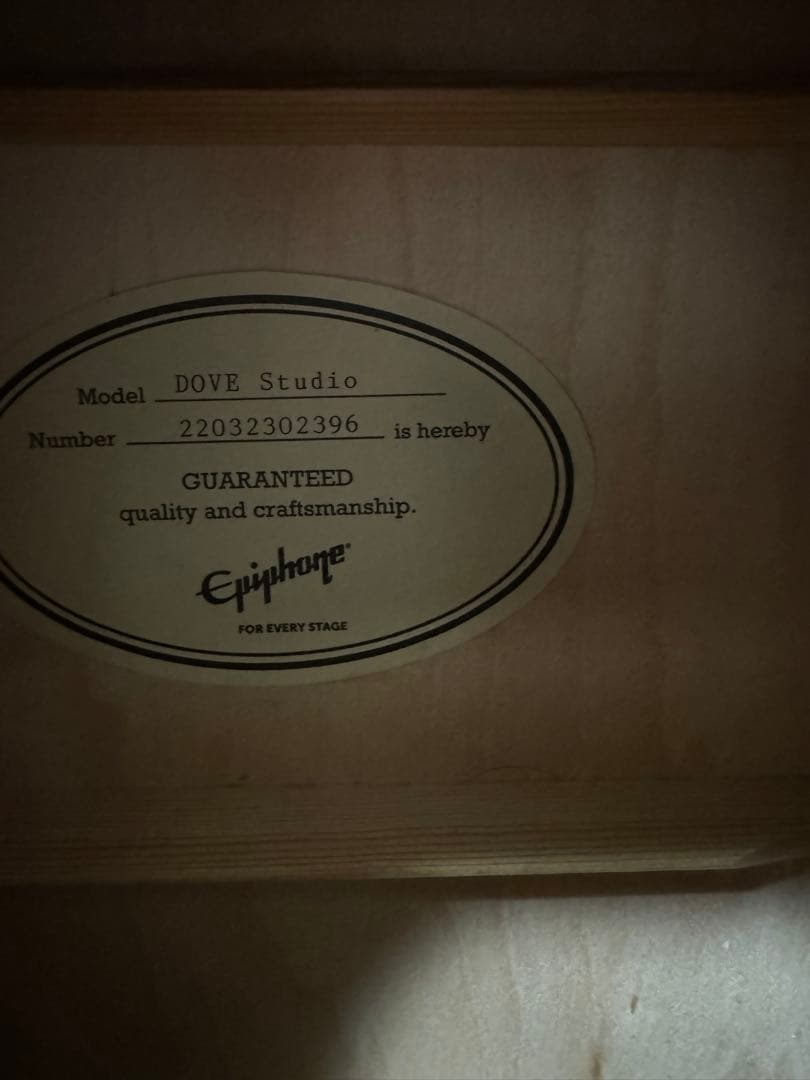 Model DOVE Studio
Number 22032302396 is hereby
GUARANTEED
quality and craftsmanship.
Epiphone
FOR EVERY STAGE